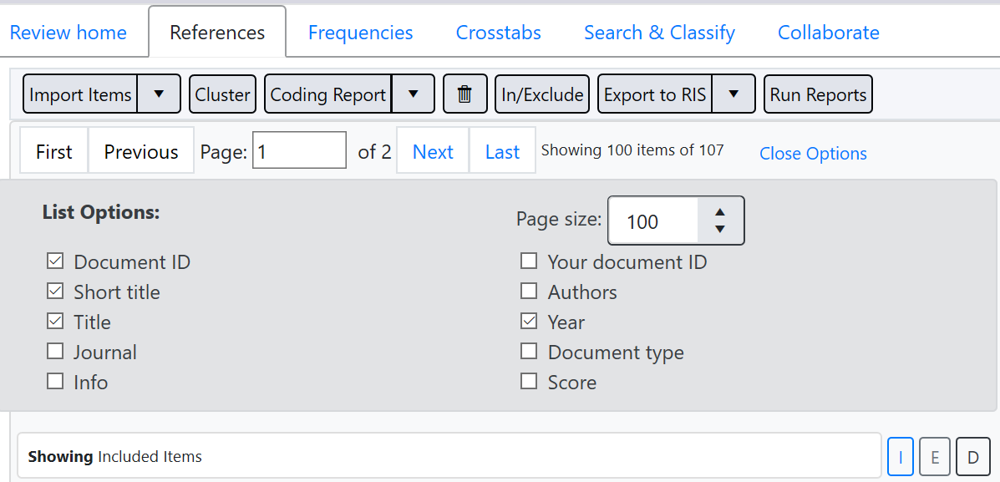 Review home References Frequencies Crosstabs Search & Classify Collaborate
Import Items Cluster Coding Report In/Exclude Export to RIS Run Reports
First Previous Page: 1 of 2 Next Last Showing 100 items of 107 Close Options
List Options: Page size: 100
Document ID Your document ID
Short title Authors
Title Year
Journal Document type
Info Score
Showing Included Items I E D